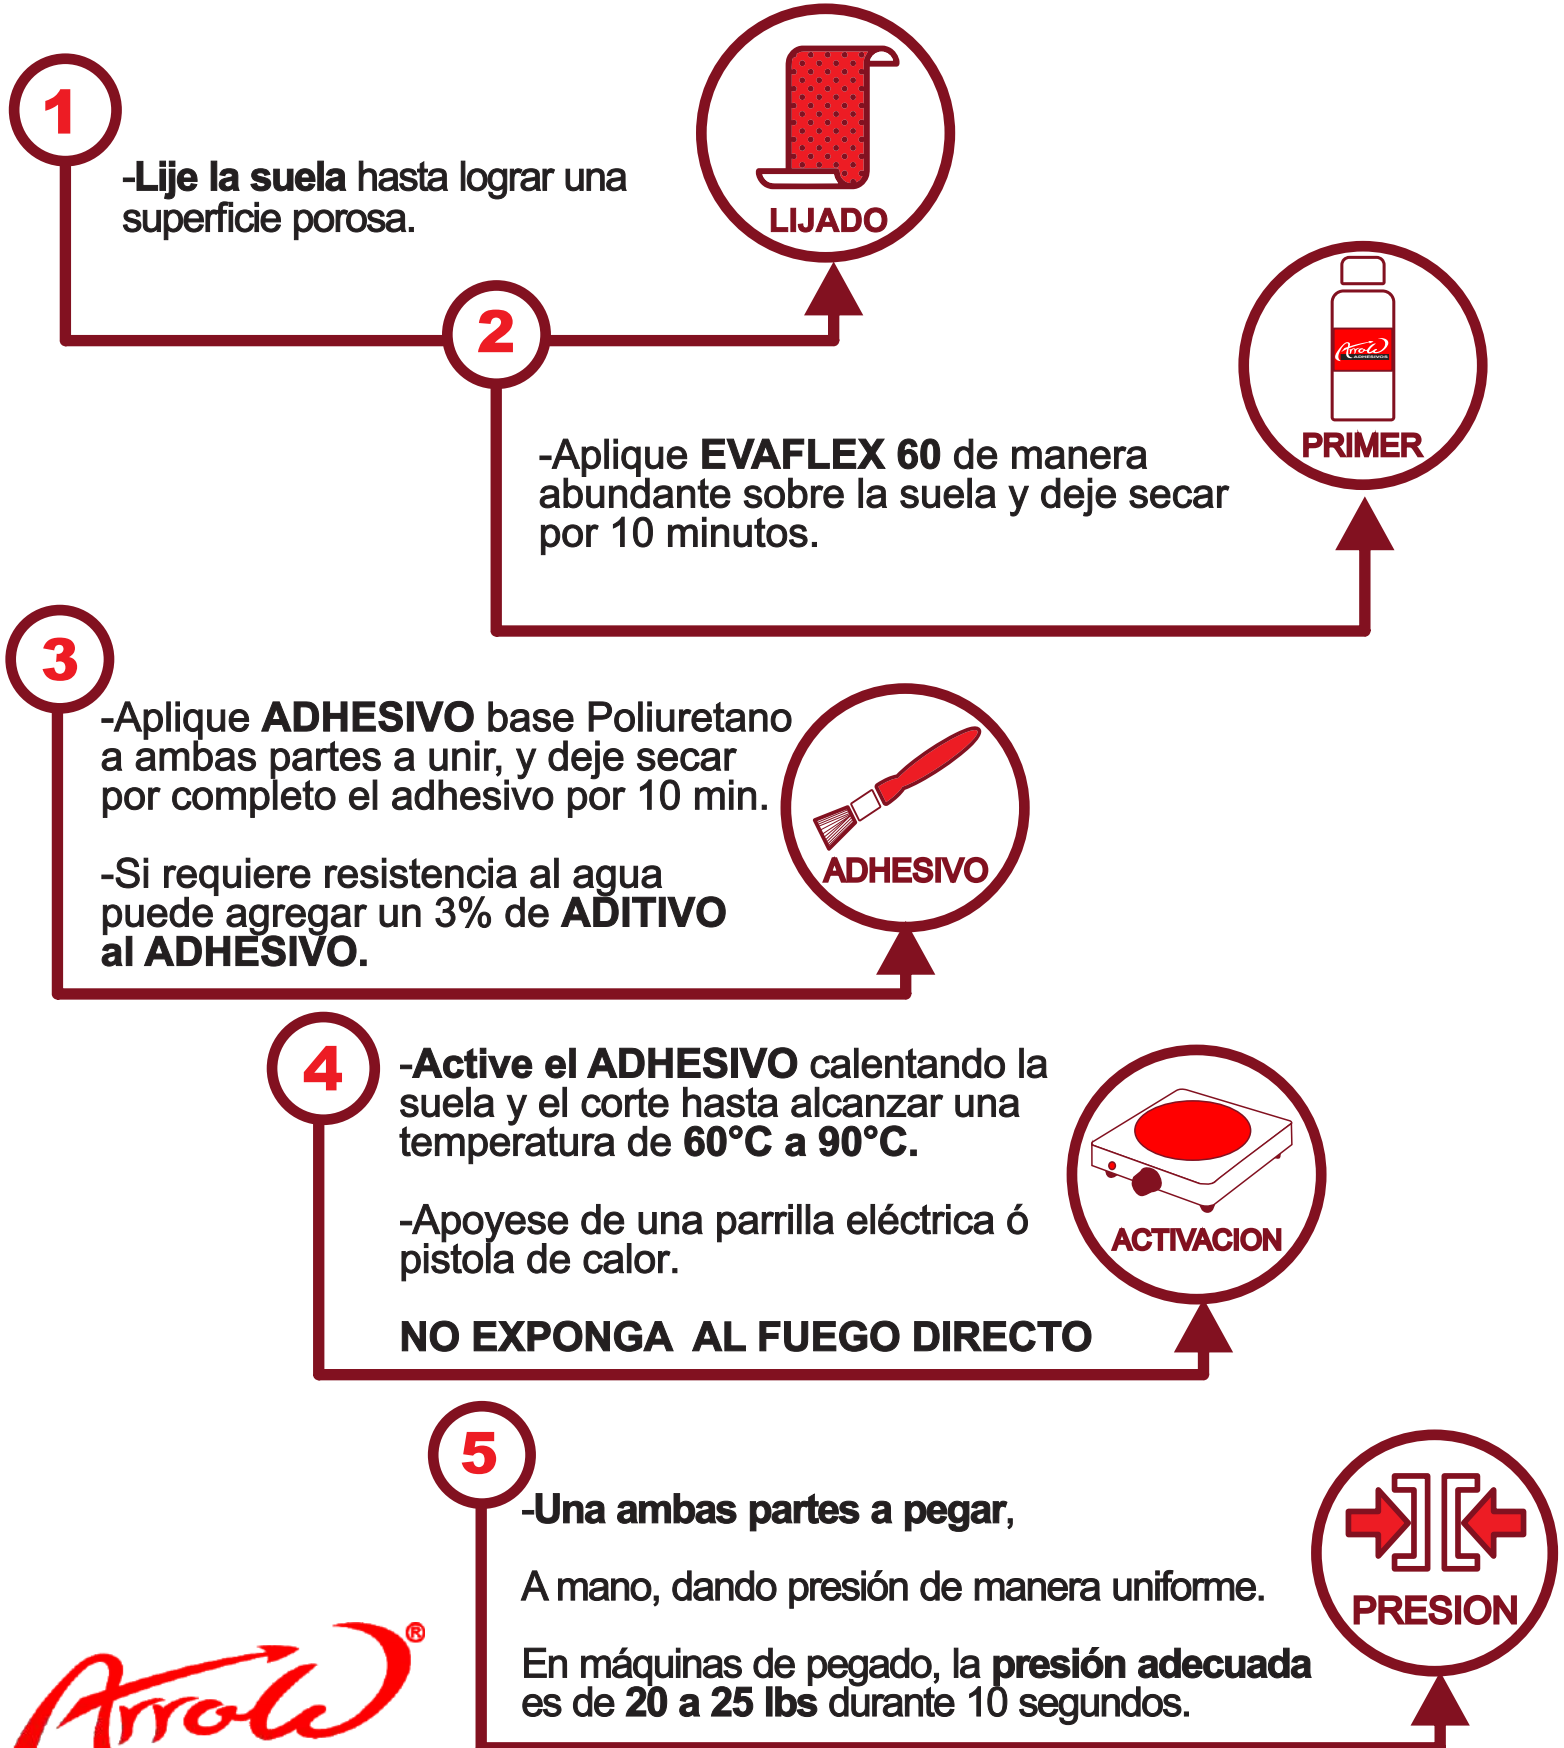 1
-Lije la suela hasta lograr una
superficie porosa.
LIJADO
2
-Aplique EVAFLEX 60 de manera
abundante sobre la suela y deje secar
por 10 minutos.
Arrow
ADHESIVOS
PRIMER
3
-Aplique ADHESIVO base Poliuretano
a ambas partes a unir, y deje secar
por completo el adhesivo por 10 min.
-Si requiere resistencia al agua
puede agregar un 3% de ADITIVO
al ADHESIVO.
ADHESIVO
4
-Active el ADHESIVO calentando la
suela y el corte hasta alcanzar una
temperatura de 60°C a 90°C.
-Apoyese de una parrilla eléctrica ó
pistola de calor.
NO EXPONGA  AL FUEGO DIRECTO
ACTIVACION
5
-Una ambas partes a pegar,
A mano, dando presión de manera uniforme.
En máquinas de pegado, la presión adecuada
es de 20 a 25 lbs durante 10 segundos.
PRESION
Arrow®